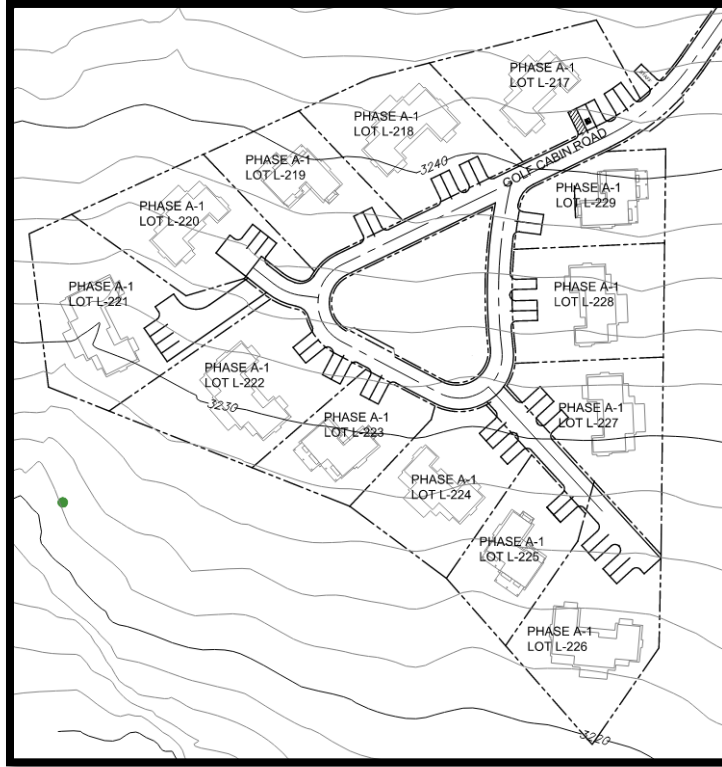 PHASE A-1
LOT L-217
PHASE A-1
LOT L-218
3240
GOLF CABIN ROAD
PHASE A-1
LOT L-219
PHASE A-1
LOT L-229
PHASE A-1
LOT L-220
PHASE A-1
LOT L-221
PHASE A-1
LOT L-228
PHASE A-1
LOT L-222
3230
PHASE A-1
LOT L-223
PHASE A-1
LOT L-227
PHASE A-1
LOT L-224
PHASE A-1
LOT L-225
PHASE A-1
LOT L-226
3220